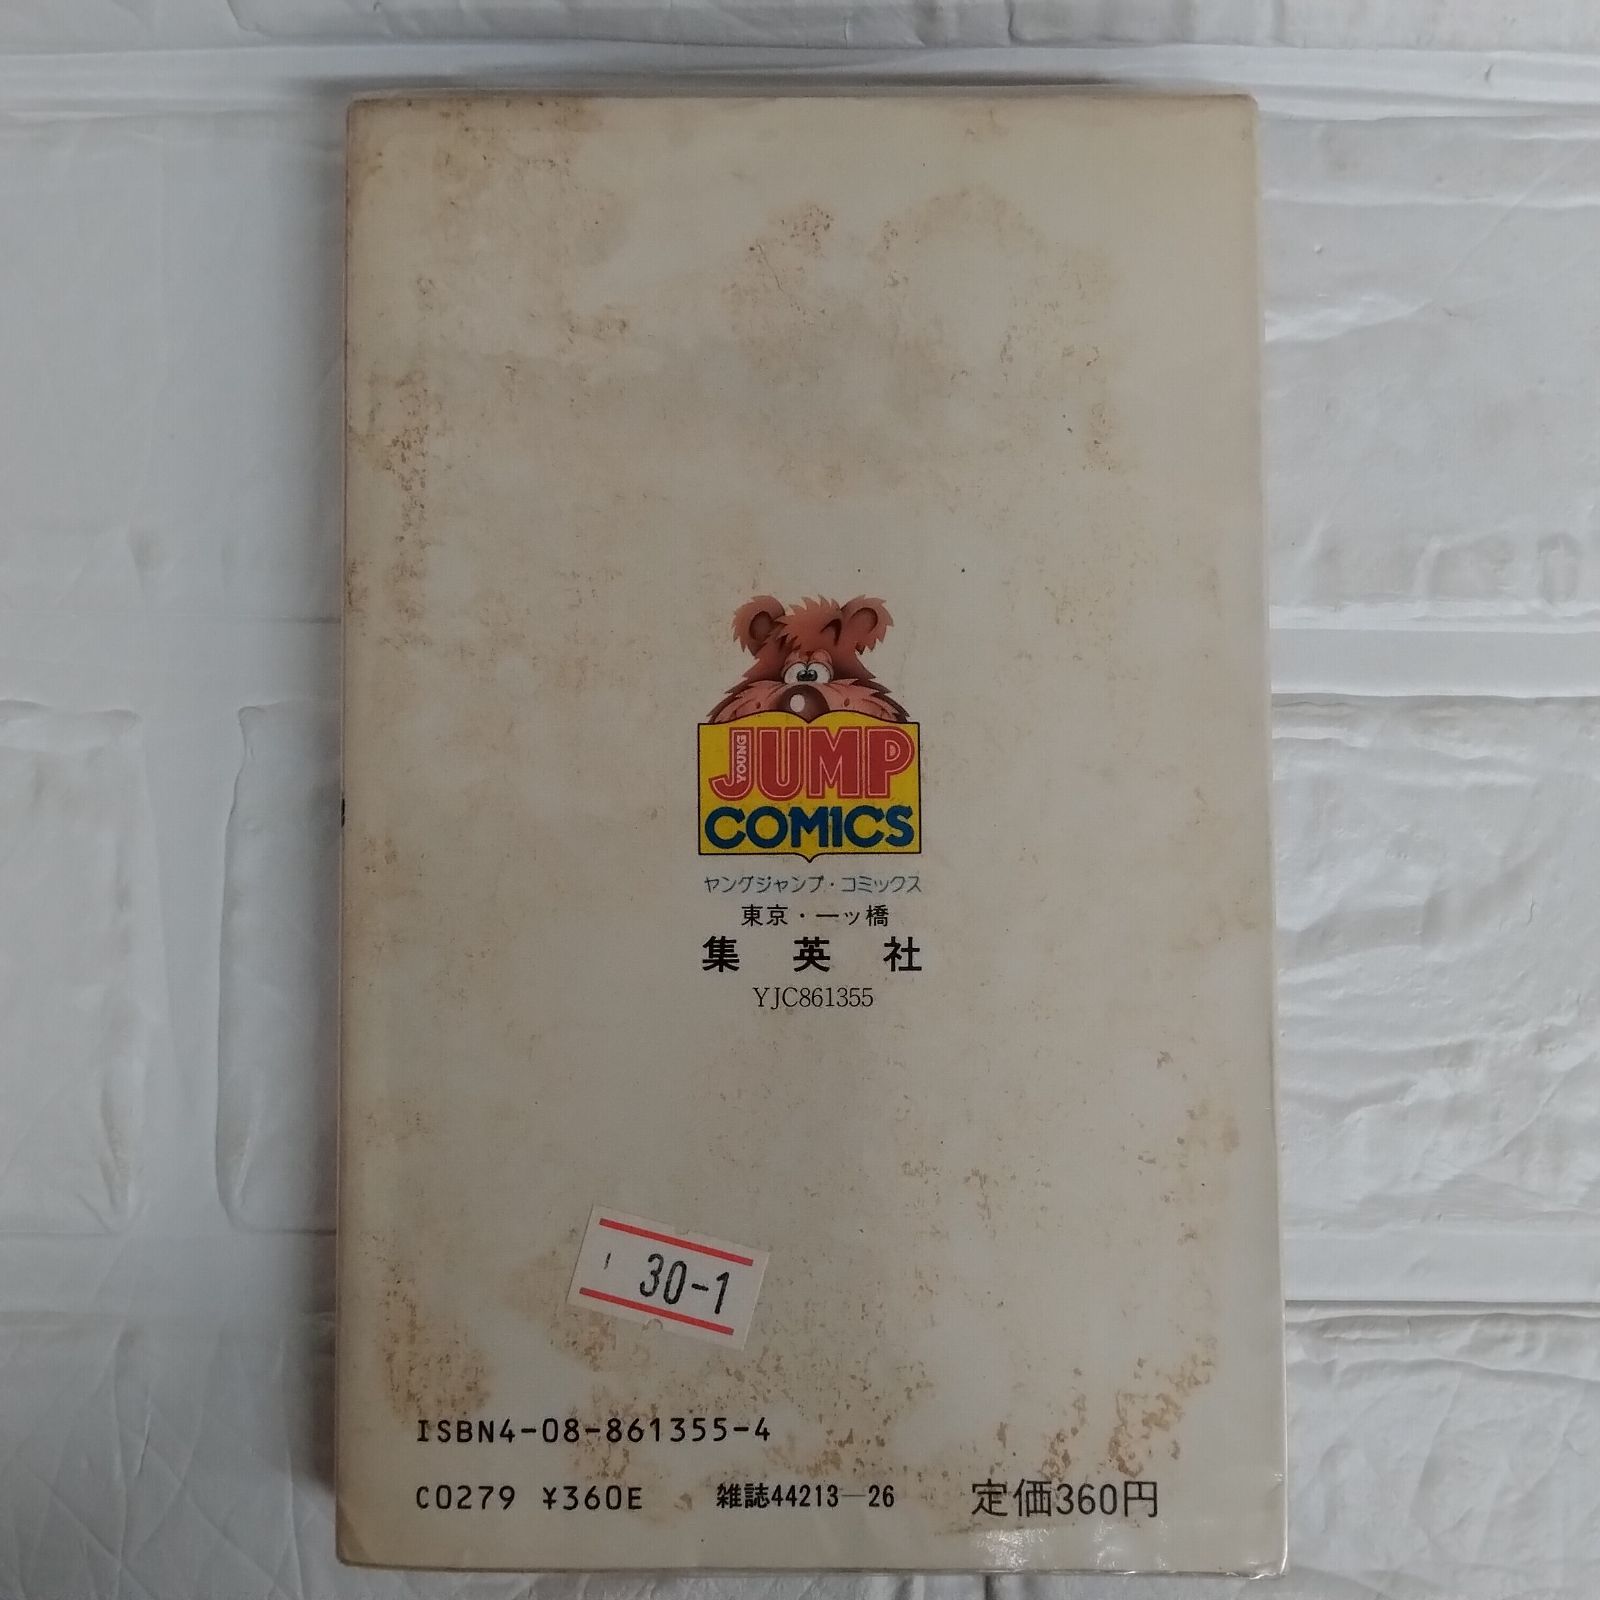 YOUNG JUMP
COMICS
ヤングジャンプ・コミックス
東京・一ッ橋
集英社
YJC861355
30-1
ISBN4-08-861355-4
C0279 ¥360E 雑誌44213-26 定価360円